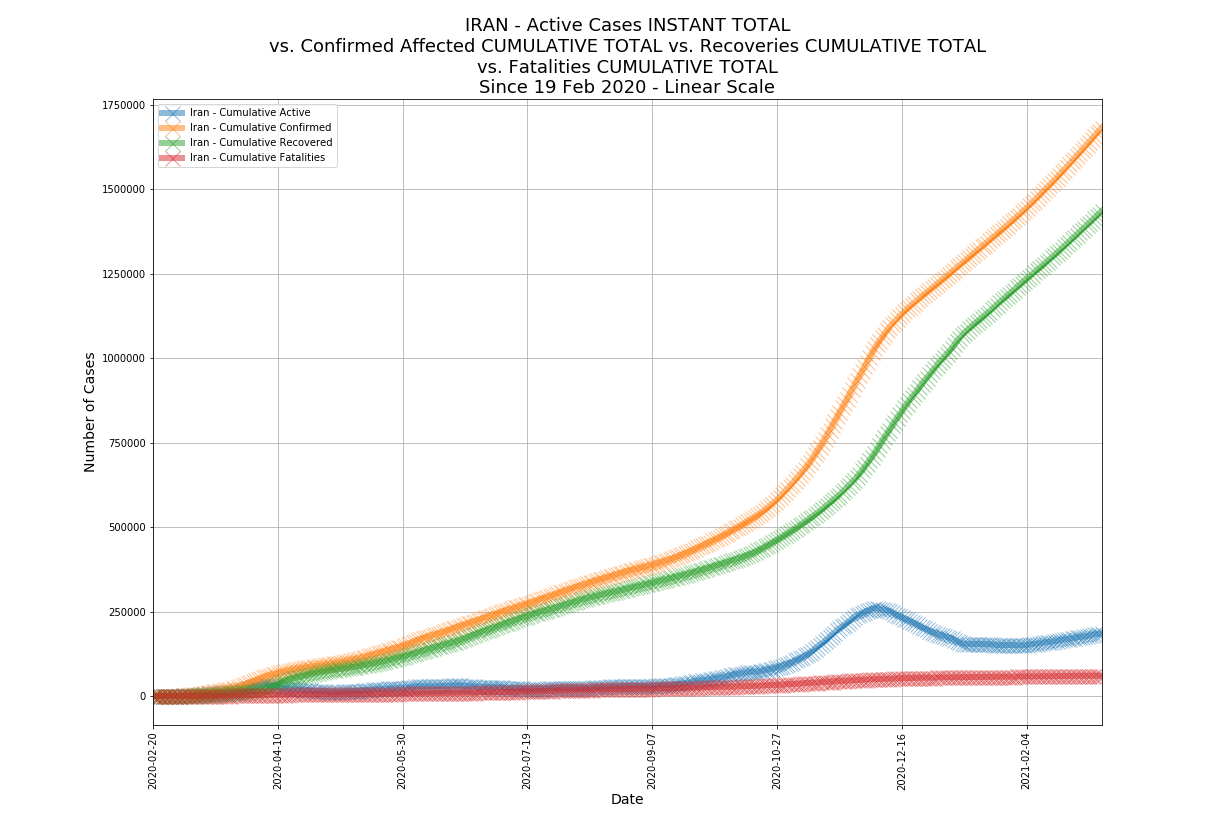 IRAN - Active Cases INSTANT TOTAL
vs. Confirmed Affected CUMULATIVE TOTAL vs. Recoveries CUMULATIVE TOTAL
vs. Fatalities CUMULATIVE TOTAL
Since 19 Feb 2020 - Linear Scale
Iran - Cumulative Active
Iran - Cumulative Confirmed
Iran - Cumulative Recovered
Iran - Cumulative Fatalities
Number of Cases
1750000
1500000
1250000
1000000
750000
500000
250000
0
2020-02-20
2020-04-10
2020-05-30
2020-07-19
2020-09-07
2020-10-27
2020-12-16
2021-02-04
Date